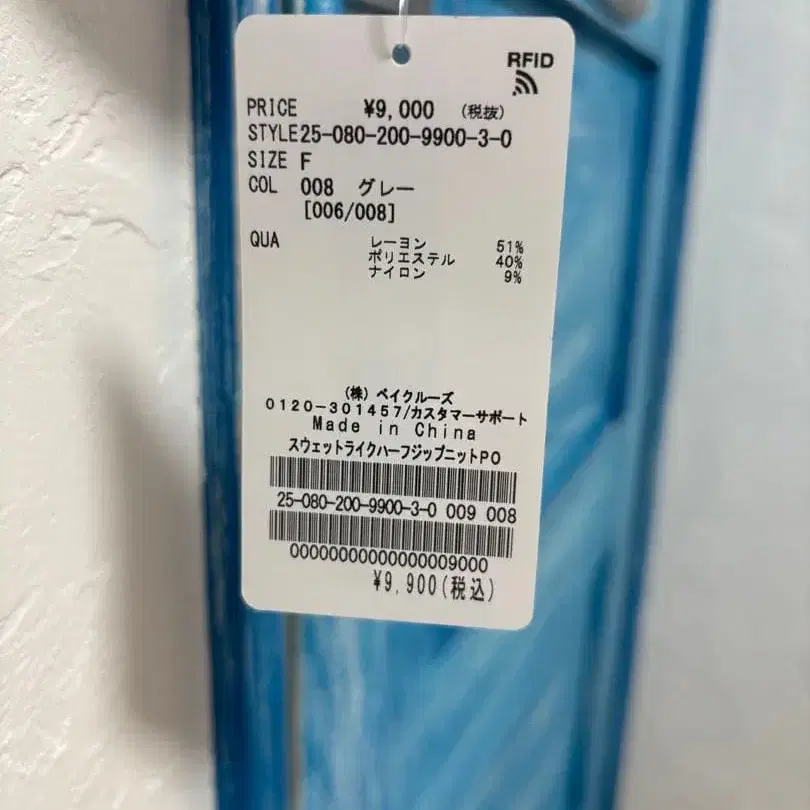 RFID
PRICE ¥9,000 (税抜)
STYLE 25-080-200-9900-3-0
SIZE F
COL 008 グレー
[006/008]
QUA レーヨン 51%
ポリエステル 40%
ナイロン 9%
(株)ベイクルーズ
0120-301457/カスタマーサポート
Made in China
スウェットライクハーフジップニットPO
25-080-200-9900-3-0 009 008
00000000000000009000
¥9,900(税込)